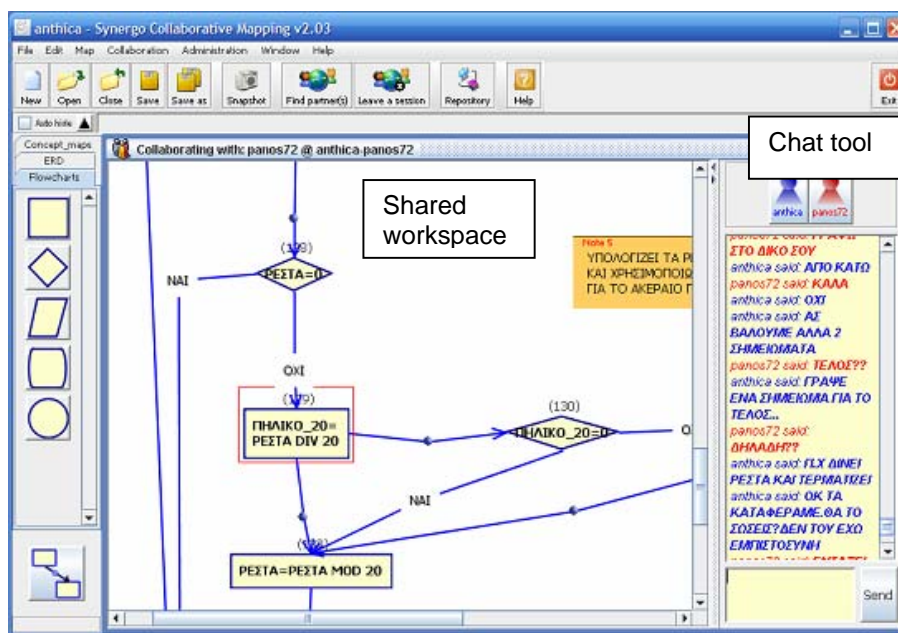 anthica - Synergo Collaborative Mapping v2.03
File Edit Map Collaboration Administration Window Help
New Open Close Save Save as Snapshot Find partner(s) Leave a session Repository Help Exit
Auto hide
Concept_maps
ERD
Flowcharts
Collaborating with: panos72 @ anthica-panos72
Chat tool
anthica panos72
Shared
workspace
ΡΕΣΤΑ=0
ΝΑΙ
ΟΧΙ
(179)
ΠΗΛΙΚΟ_20=
ΡΕΣΤΑ DIV 20
(130)
ΠΗΛΙΚΟ_20=0
ΝΑΙ
ΡΕΣΤΑ=ΡΕΣΤΑ MOD 20
Note 5
ΥΠΟΛΟΓΙΖΕΙ ΤΑ
ΚΑΙ
ΓΙΑ ΤΟ ΑΚΕΡΑΙΟ
ΣΤΟ ΔΙΚΟ ΣΟΥ
anthica said: ΑΠΟ ΚΑΤΩ
panos72 said: ΚΑΛΑ
anthica said: ΟΧΙ
anthica said: ΑΣ
ΒΑΛΟΥΜΕ ΑΛΛΑ 2
ΣΗΜΕΙΩΜΑΤΑ
panos72 said: ΤΕΛΟΣ??
anthica said: ΓΡΑΨΕ
ΕΝΑ ΣΗΜΕΙΩΜΑ ΓΙΑ ΤΟ
ΤΕΛΟΣ..
panos72 said:
ΔΗΛΑΔΗ??
anthica said: Π.Χ ΔΙΝΕΙ
ΡΕΣΤΑ ΚΑΙ ΤΕΡΜΑΤΙΖΕΙ
anthica said: ΟΚ ΤΑ
ΚΑΤΑΦΕΡΑΜΕ.ΘΑ ΤΟ
ΣΩΣΕΙΣ?ΔΕΝ ΤΟΥ ΕΧΩ
ΕΜΠΙΣΤΟΣΥΝΗ
Send